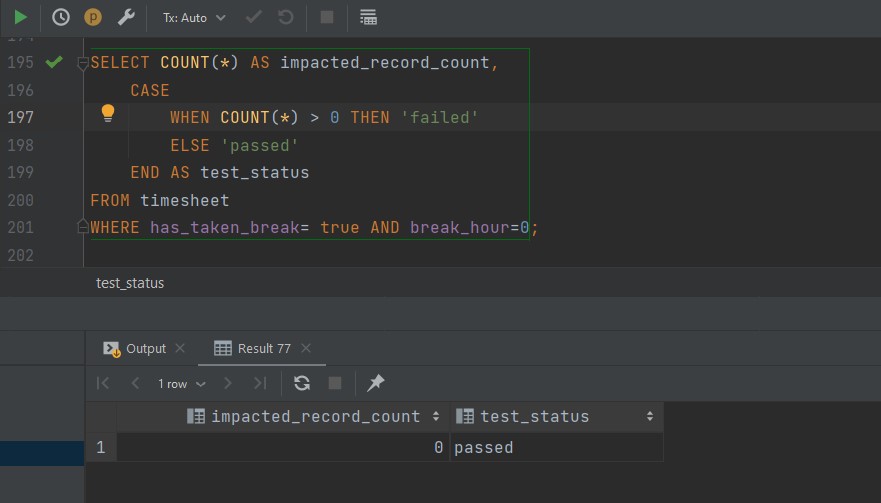 Tx: Auto
194
195 SELECT COUNT(*) AS impacted_record_count,
196 CASE
197 WHEN COUNT(*) > 0 THEN 'failed'
198 ELSE 'passed'
199 END AS test_status
200 FROM timesheet
201 WHERE has_taken_break= true AND break_hour=0;
202
test_status
Output Result 77
1 row
impacted_record_count test_status
1 0 passed